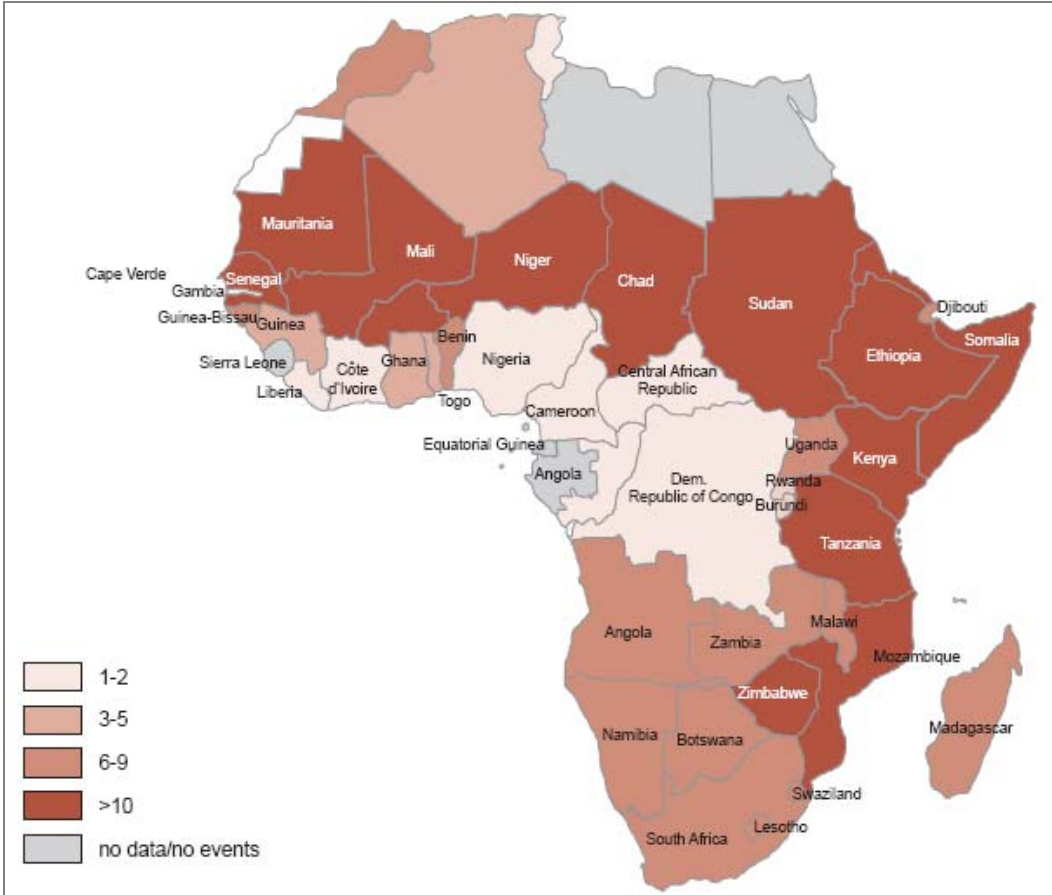 Mauritania
Mali
Niger
Chad
Sudan
Cape Verde
Senegal
Gambia
Guinea-Bissau
Guinea
Sierra Leone
Liberia
Côte
d'Ivoire
Ghana
Togo
Benin
Nigeria
Cameroon
Central African
Republic
Djibouti
Somalia
Ethiopia
Equatorial Guinea
Angola
Dem.
Republic of Congo
Uganda
Kenya
Rwanda
Burundi
Tanzania
Angola
Zambia
Malawi
Mozambique
Zimbabwe
Namibia
Botswana
Madagascar
Swaziland
Lesotho
South Africa
1-2
3-5
6-9
>10
no data/no events